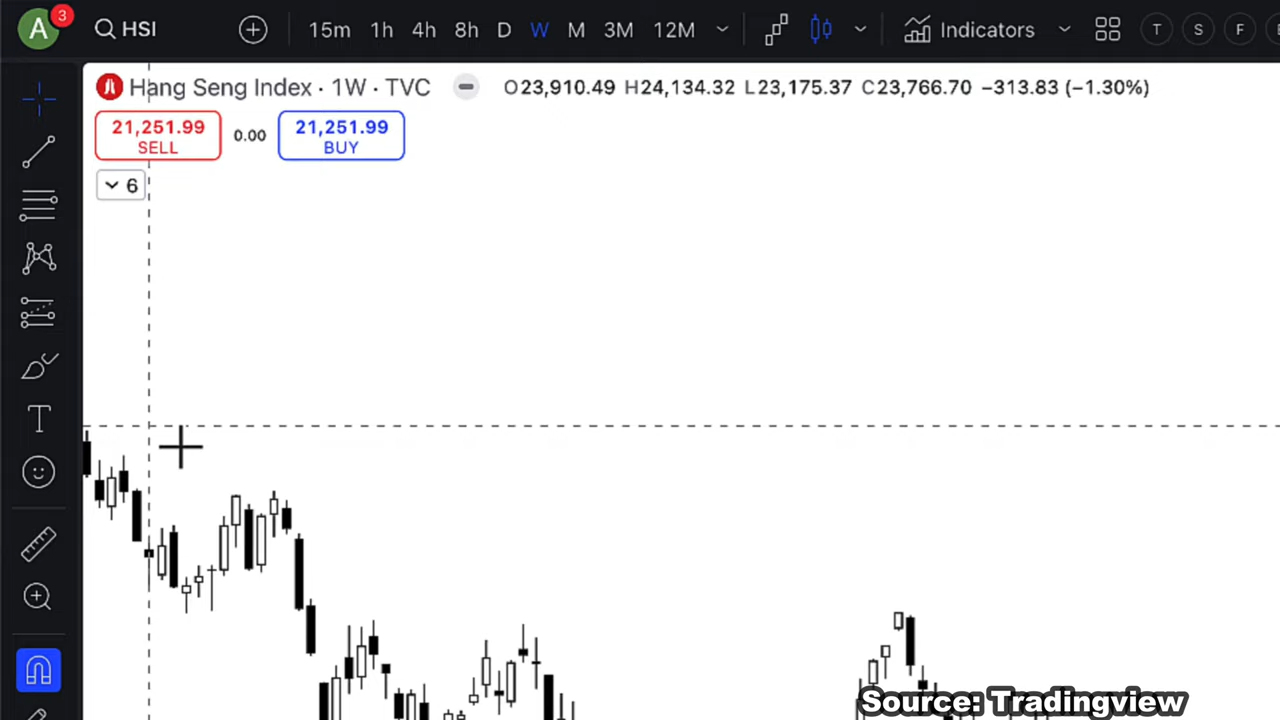 A 3 HSI 15m 1h 4h 8h D W M 3M 12M Indicators T S F
Hang Seng Index · 1W · TVC O23,910.49 H24,134.32 L23,175.37 C23,766.70 −313.83 (−1.30%)
21,251.99 0.00 21,251.99
SELL BUY
6
T
Source: Tradingview